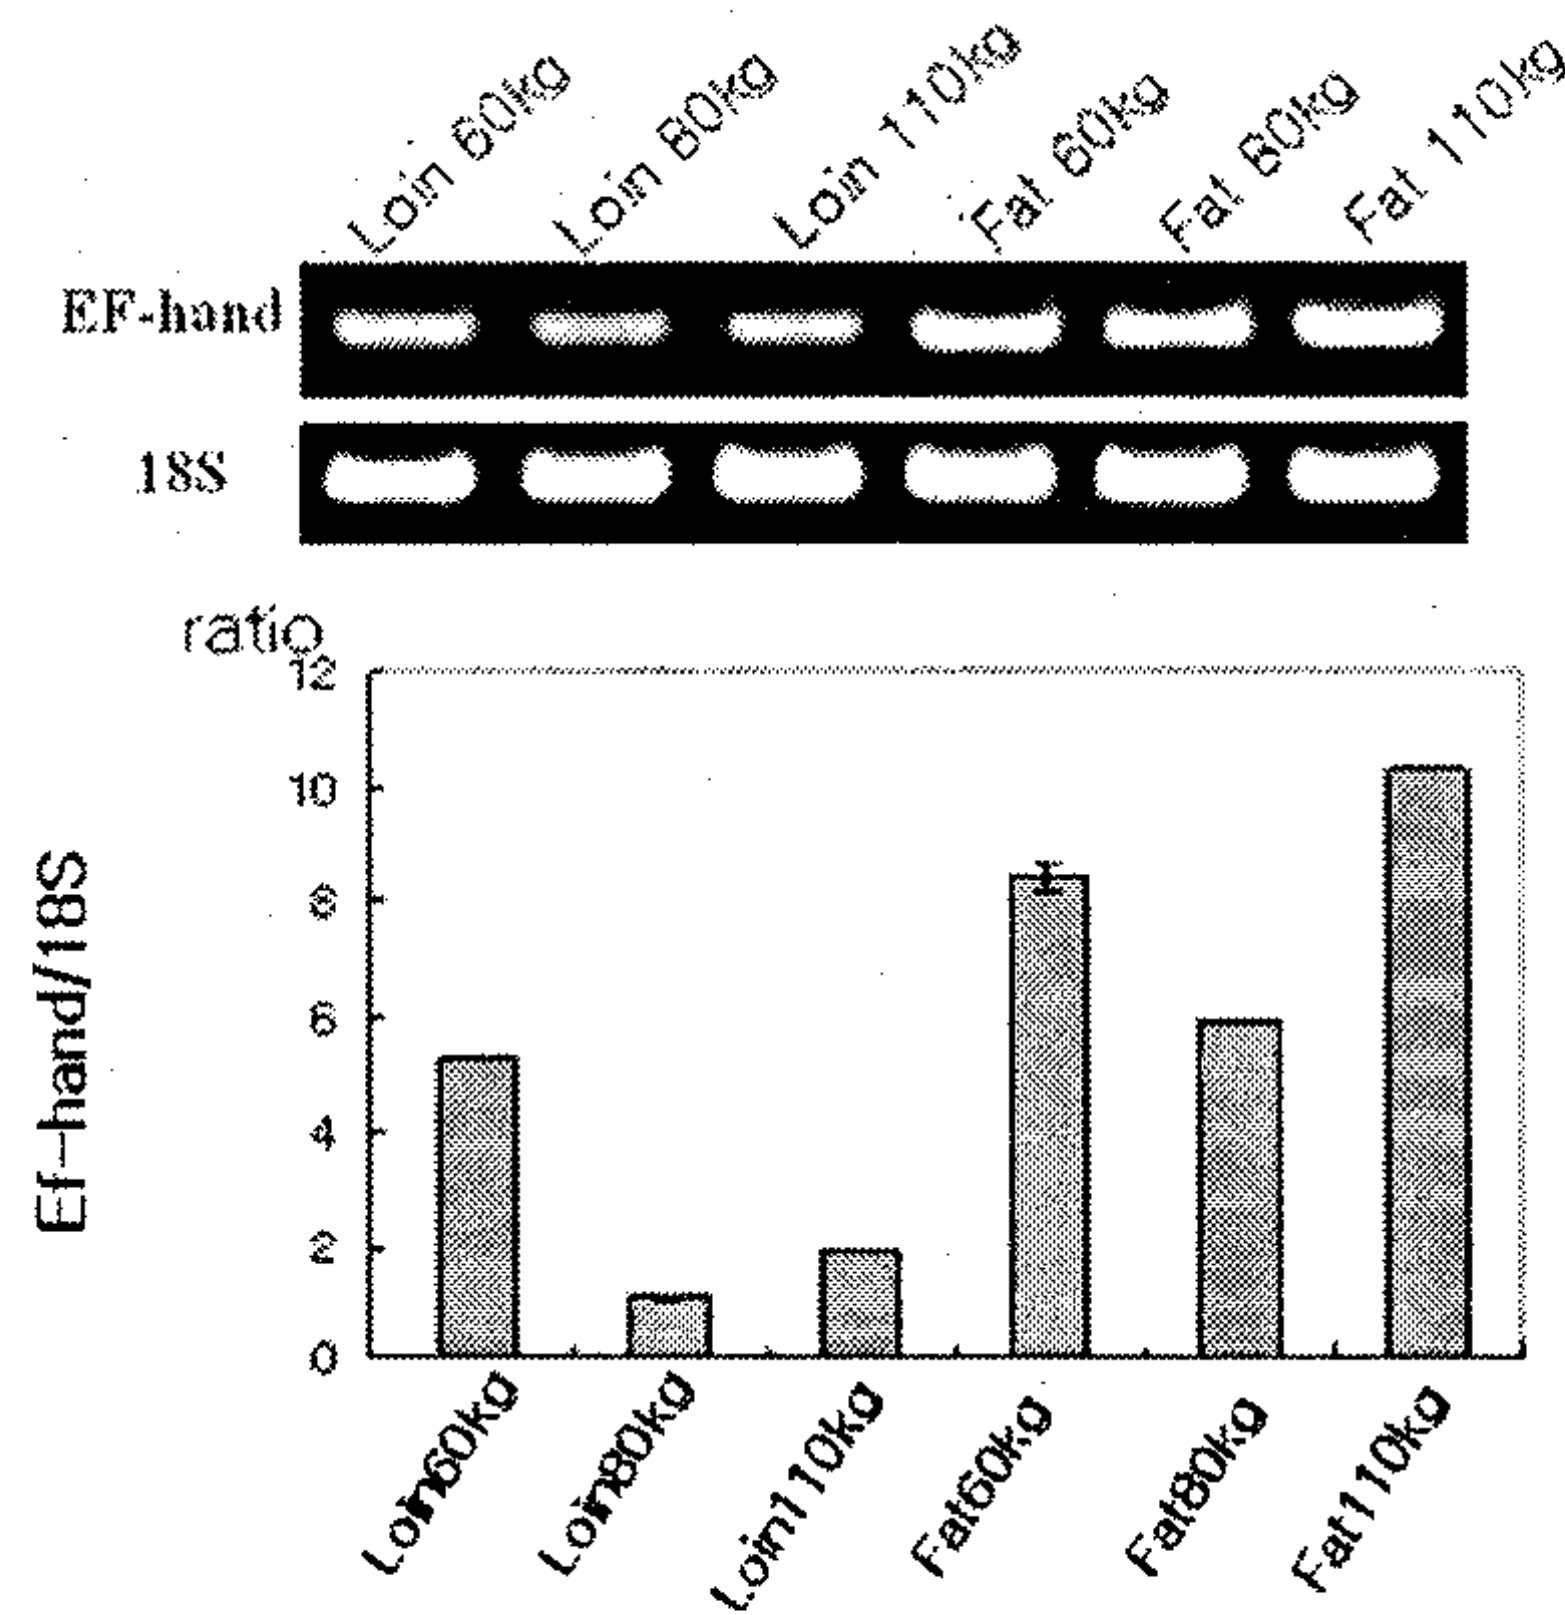 Loin 60kg
Loin 80kg
Loin 110kg
Fat 60kg
Fat 80kg
Fat 110kg
EF-hand
18S
ratio
12
10
8
6
4
2
0
Ef-hand/18S
Loin60kg
Loin80kg
Loin110kg
Fat60kg
Fat80kg
Fat110kg